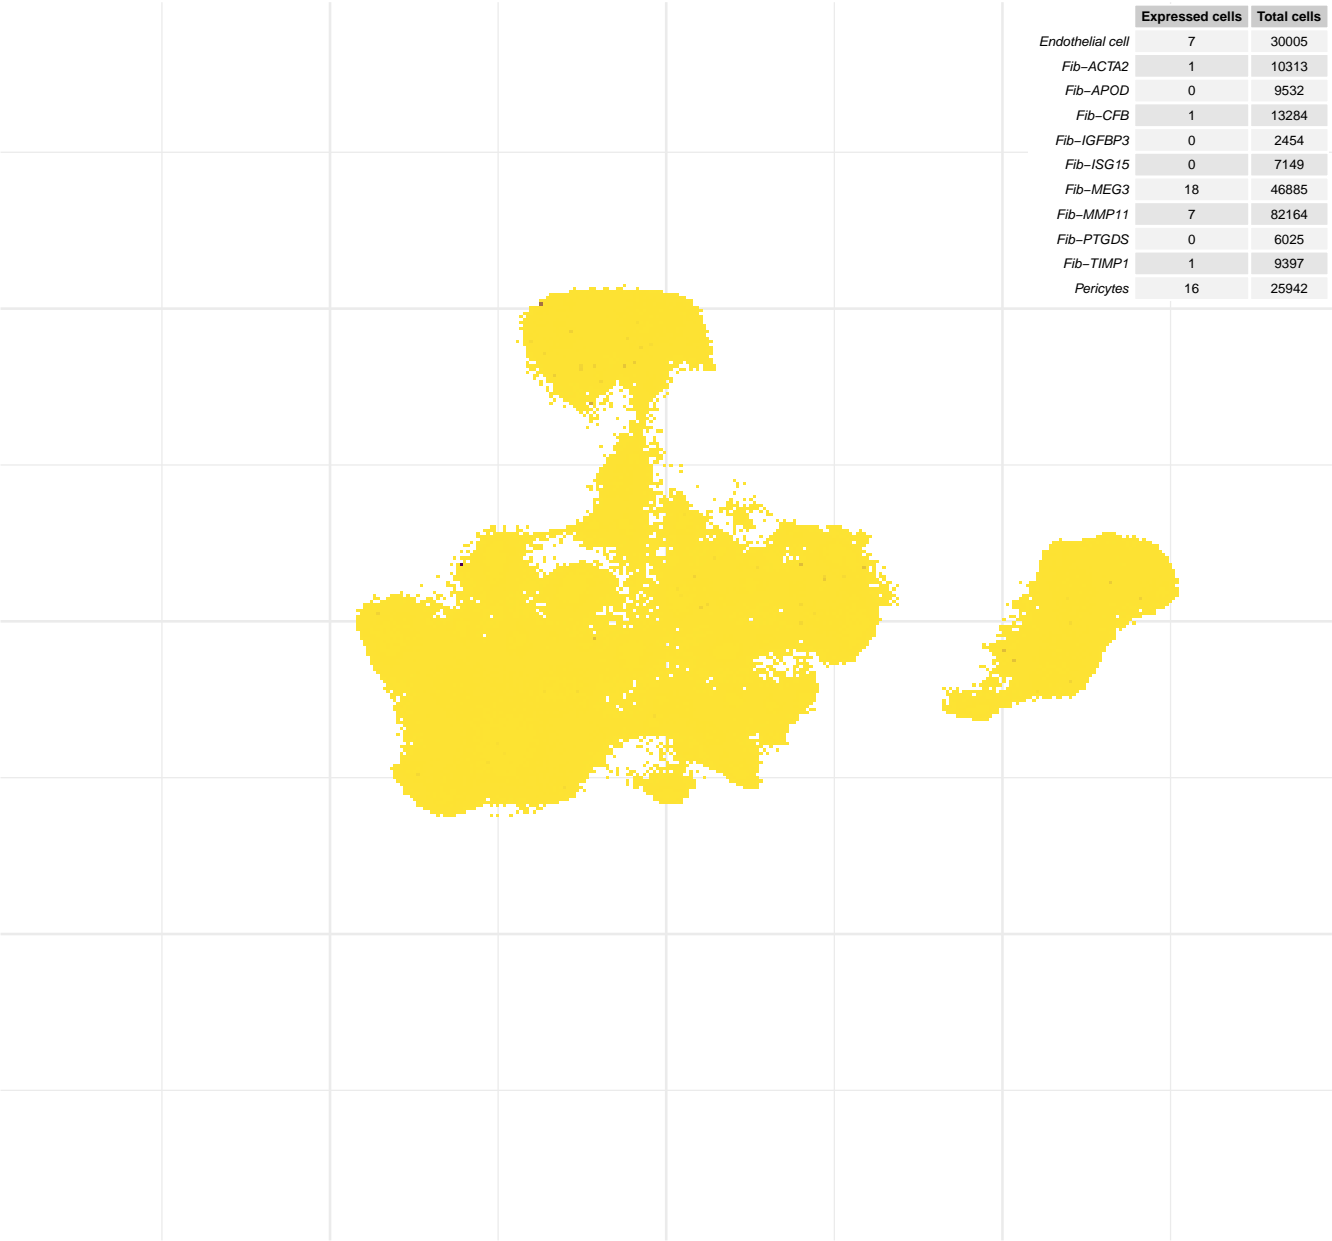 Expressed cells Total cells
Endothelial cell 7 30005
Fib−ACTA2 1 10313
Fib−APOD 0 9532
Fib−CFB 1 13284
Fib−IGFBP3 0 2454
Fib−ISG15 0 7149
Fib−MEG3 18 46885
Fib−MMP11 7 82164
Fib−PTGDS 0 6025
Fib−TIMP1 1 9397
Pericytes 16 25942